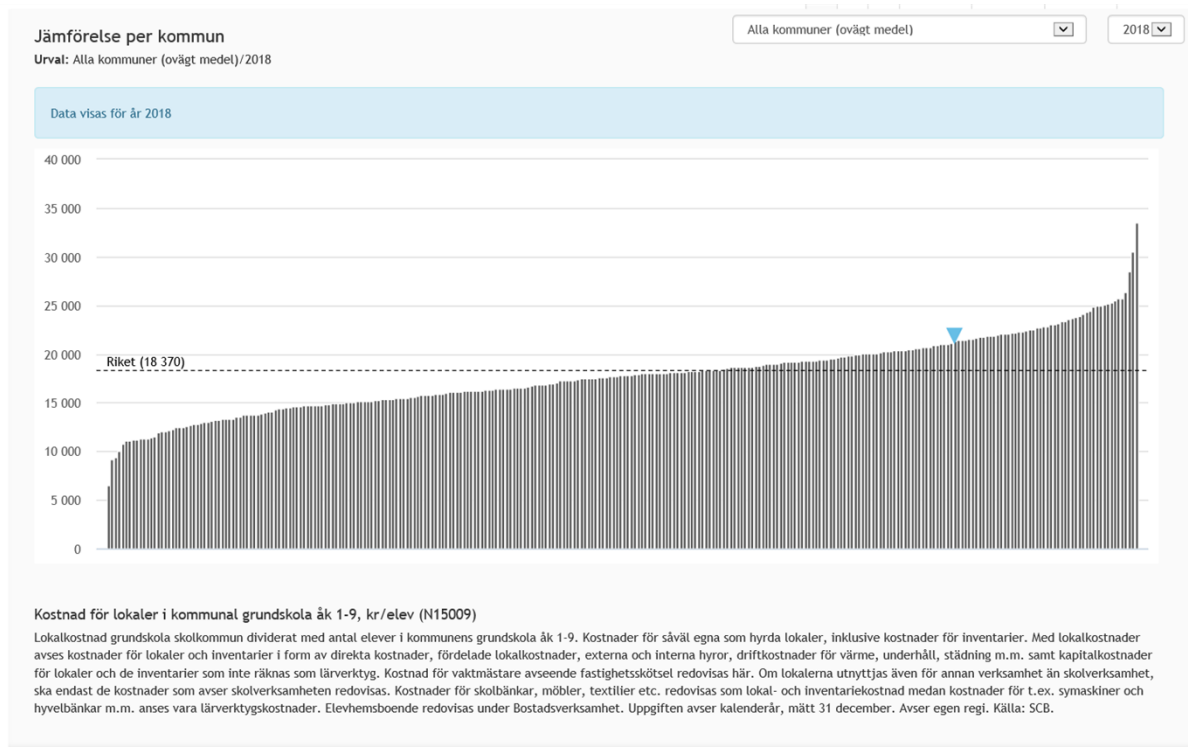 Jämförelse per kommun
Alla kommuner (ovägt medel)
2018
Urval: Alla kommuner (ovägt medel)/2018
Data visas för år 2018
40 000
35 000
30 000
25 000
20 000
Riket (18 370)
15 000
10 000
5 000
0
Kostnad för lokaler i kommunal grundskola åk 1-9, kr/elev (N15009)
Lokalkostnad grundskola skolkommun dividerat med antal elever i kommunens grundskola åk 1-9. Kostnader för såväl egna som hyrda lokaler, inklusive kostnader för inventarier. Med lokalkostnader
avses kostnader för lokaler och inventarier i form av direkta kostnader, fördelade lokalkostnader, externa och interna hyror, driftkostnader för värme, underhåll, städning m.m. samt kapitalkostnader
för lokaler och de inventarier som inte räknas som lärverktyg. Kostnad för vaktmästare avseende fastighetsskötsel redovisas här. Om lokalerna utnyttjas även för annan verksamhet än skolverksamhet,
ska endast de kostnader som avser skolverksamheten redovisas. Kostnader för skolbänkar, möbler, textilier etc. redovisas som lokal- och inventariekostnad medan kostnader för t.ex. symaskiner och
hyvelbänkar m.m. anses vara lärverktygskostnader. Elevhemsboende redovisas under Bostadsverksamhet. Uppgiften avser kalenderår, mätt 31 december. Avser egen regi. Källa: SCB.